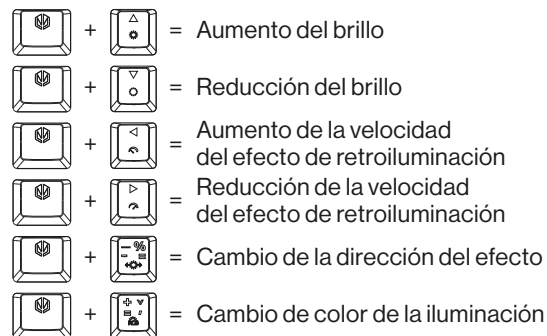 + = Aumento del brillo
+ = Reducción del brillo
+ = Aumento de la velocidad
del efecto de retroiluminación
+ = Reducción de la velocidad
del efecto de retroiluminación
+ - % = Cambio de la dirección del efecto
+ = Cambio de color de la iluminación